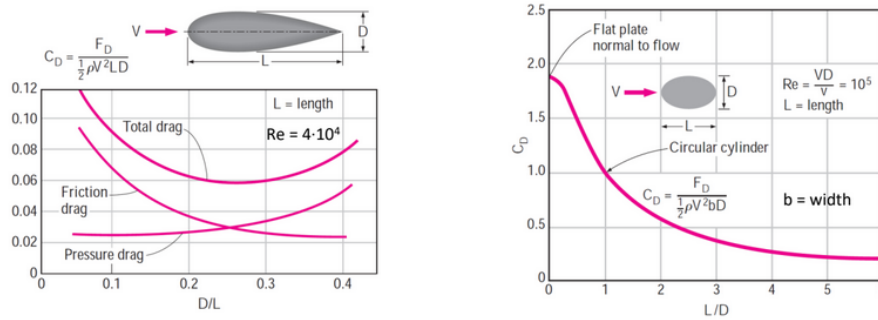 V
D
L
C_D = F_D / ½ρV²LD
0.12
0.10
0.08
0.06
0.04
0.02
0
L = length
Re = 4·10⁴
Total drag
Friction
drag
Pressure drag
0.1
0.2
0.3
0.4
0
D/L
2.5
2.0
1.5
1.0
0.5
0
C_D
Flat plate
normal to flow
V
D
L
Re = VD/ν = 10⁵
L = length
Circular cylinder
C_D = F_D / ½ρV²bD
b = width
0
1
2
3
4
5
L/D